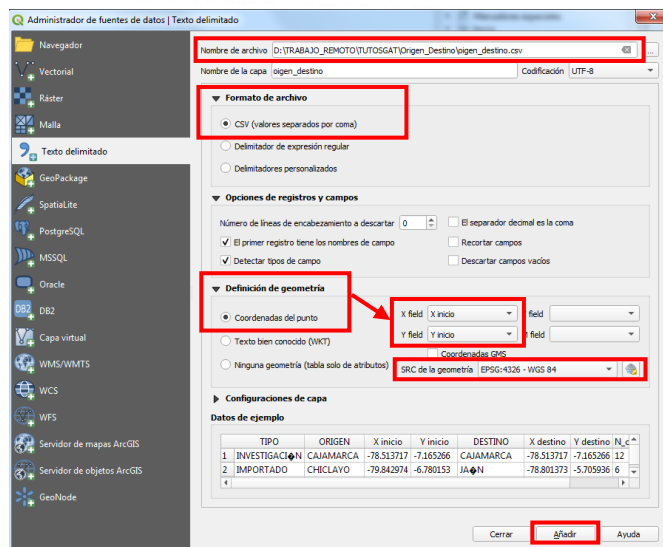 Administrador de fuentes de datos | Texto delimitado
Navegador
Vectorial
Ráster
Malla
Texto delimitado
GeoPackage
SpatiaLite
PostgreSQL
MSSQL
Oracle
DB2 DB2
Capa virtual
WMS/WMTS
WCS
WFS
Servidor de mapas ArcGIS
Servidor de objetos ArcGIS
GeoNode
Nombre de archivo D:\TRABAJO_REMOTO\TUTOSGAT\Origen_Destino\oigen_destino.csv ...
Nombre de la capa oigen_destino Codificación UTF-8
Formato de archivo
CSV (valores separados por coma)
Delimitador de expresión regular
Delimitadores personalizados
Opciones de registros y campos
Número de líneas de encabezamiento a descartar 0 El separador decimal es la coma
El primer registro tiene los nombres de campo Recortar campos
Detectar tipos de campo Descartar campos vacíos
Definición de geometría
Coordenadas del punto X field X inicio field
Y field Y inicio field
Texto bien conocido (WKT) Coordenadas GMS
Ninguna geometría (tabla solo de atributos) SRC de la geometría EPSG:4326 - WGS 84
Configuraciones de capa
Datos de ejemplo
TIPO ORIGEN X inicio Y inicio DESTINO X destino Y destino
1 INVESTIGACI�N CAJAMARCA -78.513717 -7.165266 CAJAMARCA -78.513717 -7.165266 12
2 IMPORTADO CHICLAYO -79.842974 -6.780153 JA�N -78.801373 -5.705936 6
Cerrar Añadir Ayuda